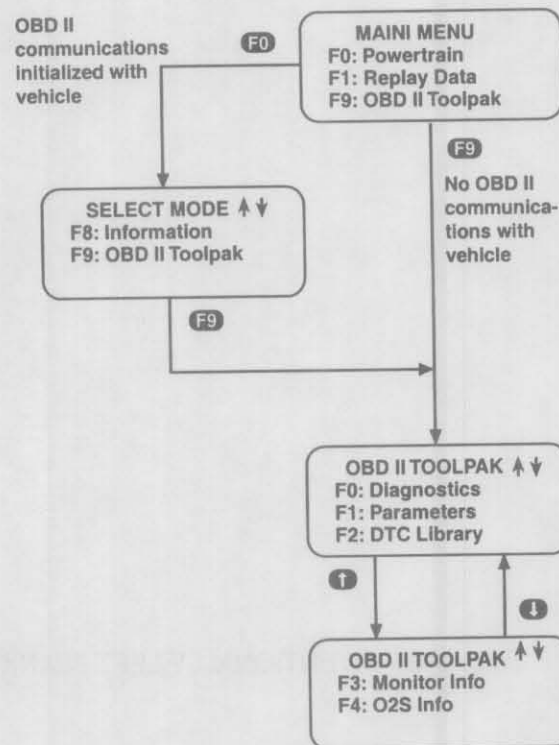 OBD II
communications
initialized with
vehicle
F0
MAINI MENU
F0: Powertrain
F1: Replay Data
F9: OBD II Toolpak
F9
No OBD II
communica-
tions with
vehicle
SELECT MODE ↑↓
F8: Information
F9: OBD II Toolpak
F9
OBD II TOOLPAK ↑↓
F0: Diagnostics
F1: Parameters
F2: DTC Library
↑
↓
OBD II TOOLPAK ↑↓
F3: Monitor Info
F4: O2S Info